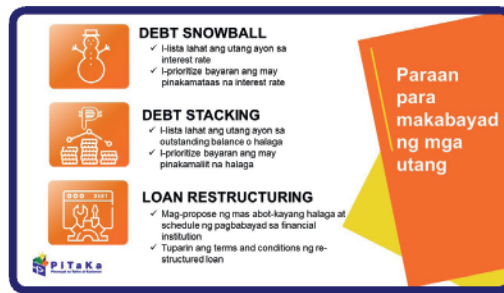 DEBT SNOWBALL
✓ I-lista lahat ang utang ayon sa
interest rate
✓ I-prioritize bayaran ang may
pinakamataas na interest rate
DEBT STACKING
✓ I-lista lahat ang utang ayon sa
outstanding balance o halaga
✓ I-prioritize bayaran ang may
pinakamaliit na halaga
LOAN RESTRUCTURING
✓ Mag-propose ng mas abot-kayang halaga at
schedule ng pagbabayad sa financial
institution
✓ Tuparin ang terms and conditions ng re-
structured loan
PiTaKa
Paraan
para
makabayad
ng mga
utang